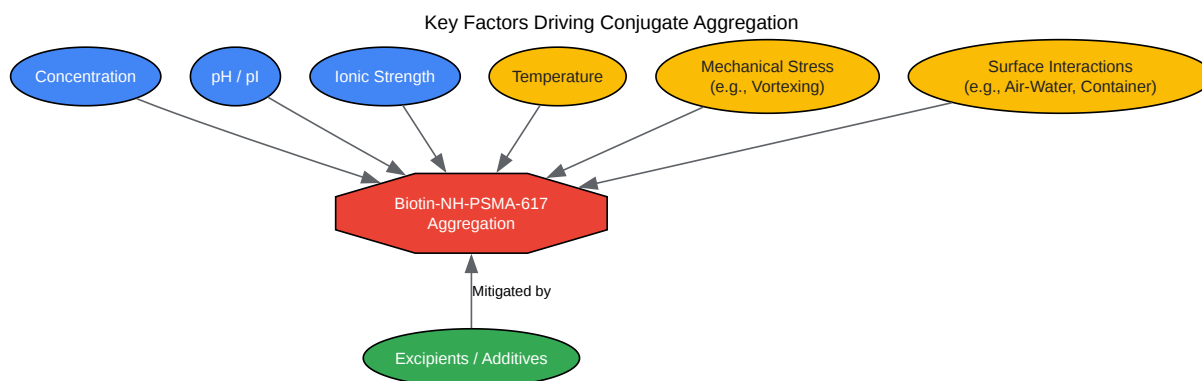 Key Factors Driving Conjugate Aggregation
Concentration
pH / pI
Ionic Strength
Temperature
Mechanical Stress
(e.g., Vortexing)
Surface Interactions
(e.g., Air-Water, Container)
Biotin-NH-PSMA-617
Aggregation
Mitigated by
Excipients / Additives